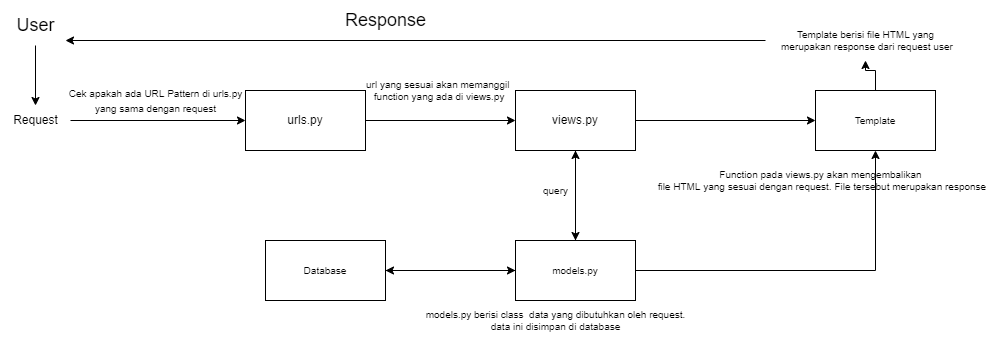 User
Response
Template berisi file HTML yang
merupakan response dari request user
Cek apakah ada URL Pattern di urls.py
yang sama dengan request
url yang sesuai akan memanggil
function yang ada di views.py
Request
urls.py
views.py
Template
Function pada views.py akan mengembalikan
file HTML yang sesuai dengan request. File tersebut merupakan response
query
Database
models.py
models.py berisi class data yang dibutuhkan oleh request.
data ini disimpan di database